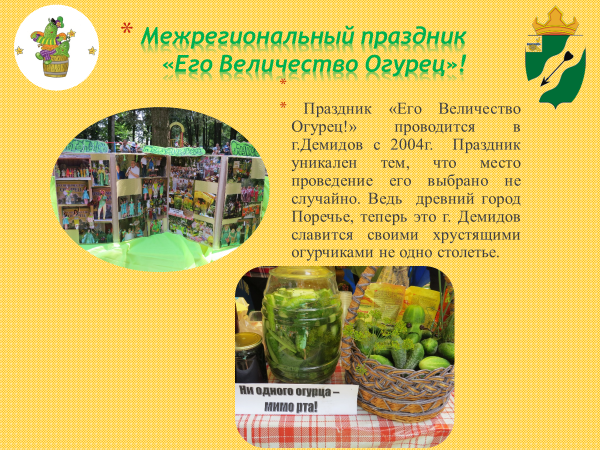 * Межрегиональный праздник
«Его Величество Огурец»!
*
* Праздник «Его Величество
Огурец!» проводится в
г.Демидов с 2004г. Праздник
уникален тем, что место
проведение его выбрано не
случайно. Ведь древний город
Поречье, теперь это г. Демидов
славится своими хрустящими
огурчиками не одно столетье.
Ни одного огурца –
мимо рта!